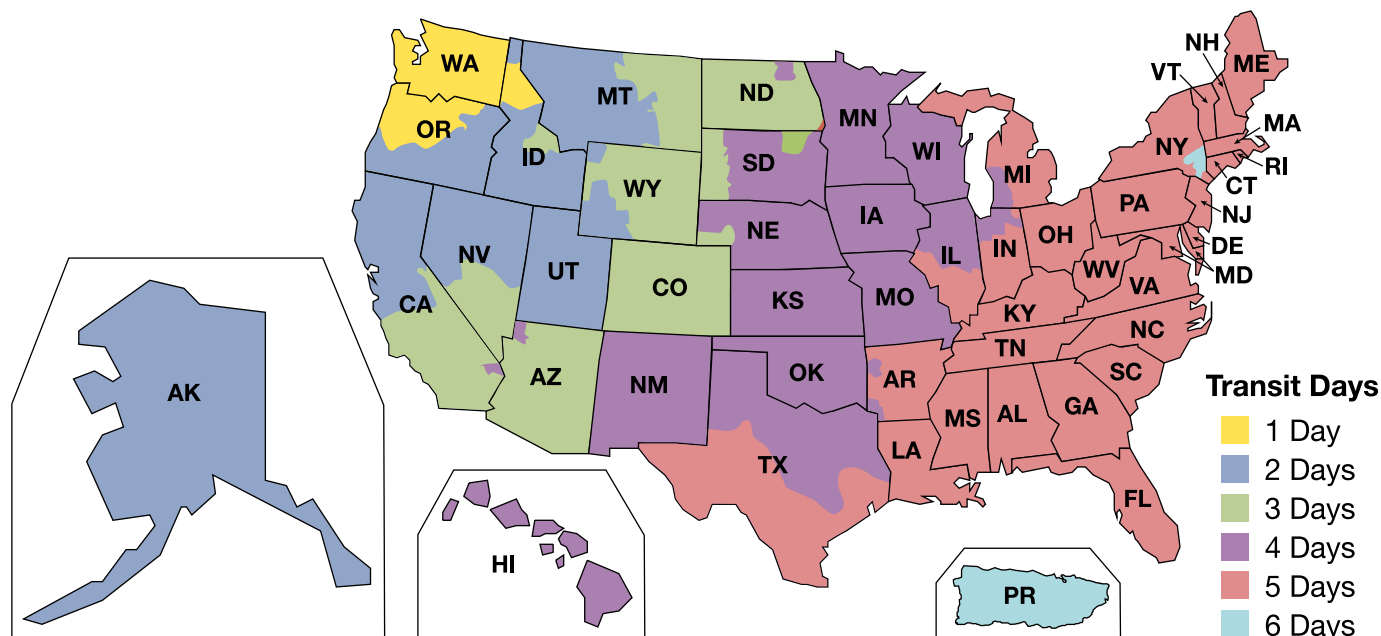 NH
ME
VT
WA
MT
ND
MN
OR
MA
NY
ID
WI
SD
MI
RI
CT
WY
PA
NJ
IA
NE
OH
DE
NV
IN
IL
UT
WV
MD
VA
CO
MO
CA
KS
KY
NC
TN
OK
SC
AZ
NM
AR
AK
GA
MS
AL
LA
TX
FL
HI
PR
Transit Days
1 Day
2 Days
3 Days
4 Days
5 Days
6 Days